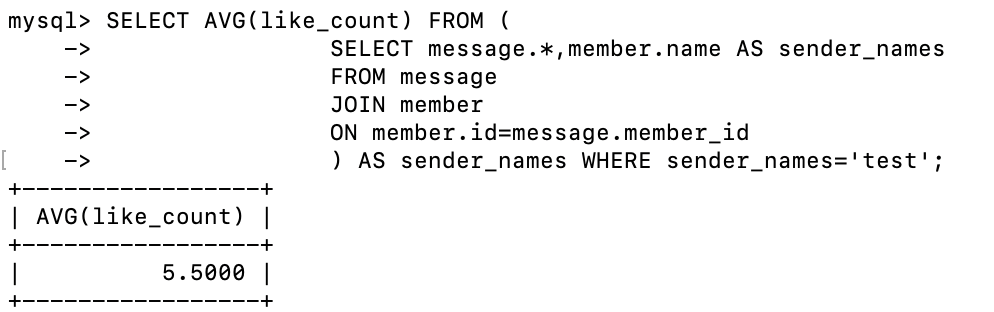 mysql> SELECT AVG(like_count) FROM (
    ->                 SELECT message.*,member.name AS sender_names
    ->                 FROM message
    ->                 JOIN member
    ->                 ON member.id=message.member_id
[    ->                 ) AS sender_names WHERE sender_names='test';
+-----------------+
| AVG(like_count) |
+-----------------+
|          5.5000 |
+-----------------+